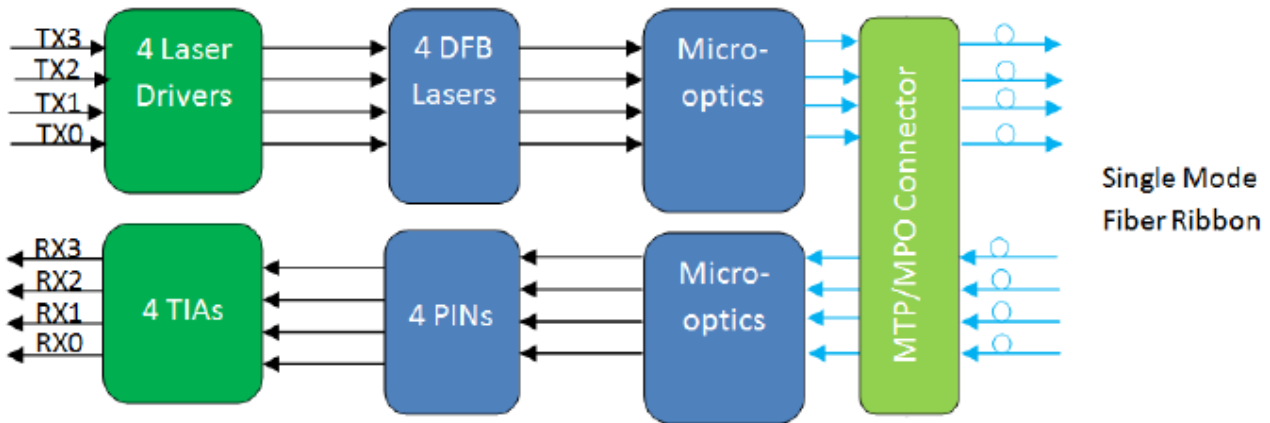 TX3
TX2
TX1
TX0
4 Laser
Drivers
4 DFB
Lasers
Micro-
optics
MTP/MPO Connector
Single Mode
Fiber Ribbon
RX3
RX2
RX1
RX0
4 TIAs
4 PINs
Micro-
optics